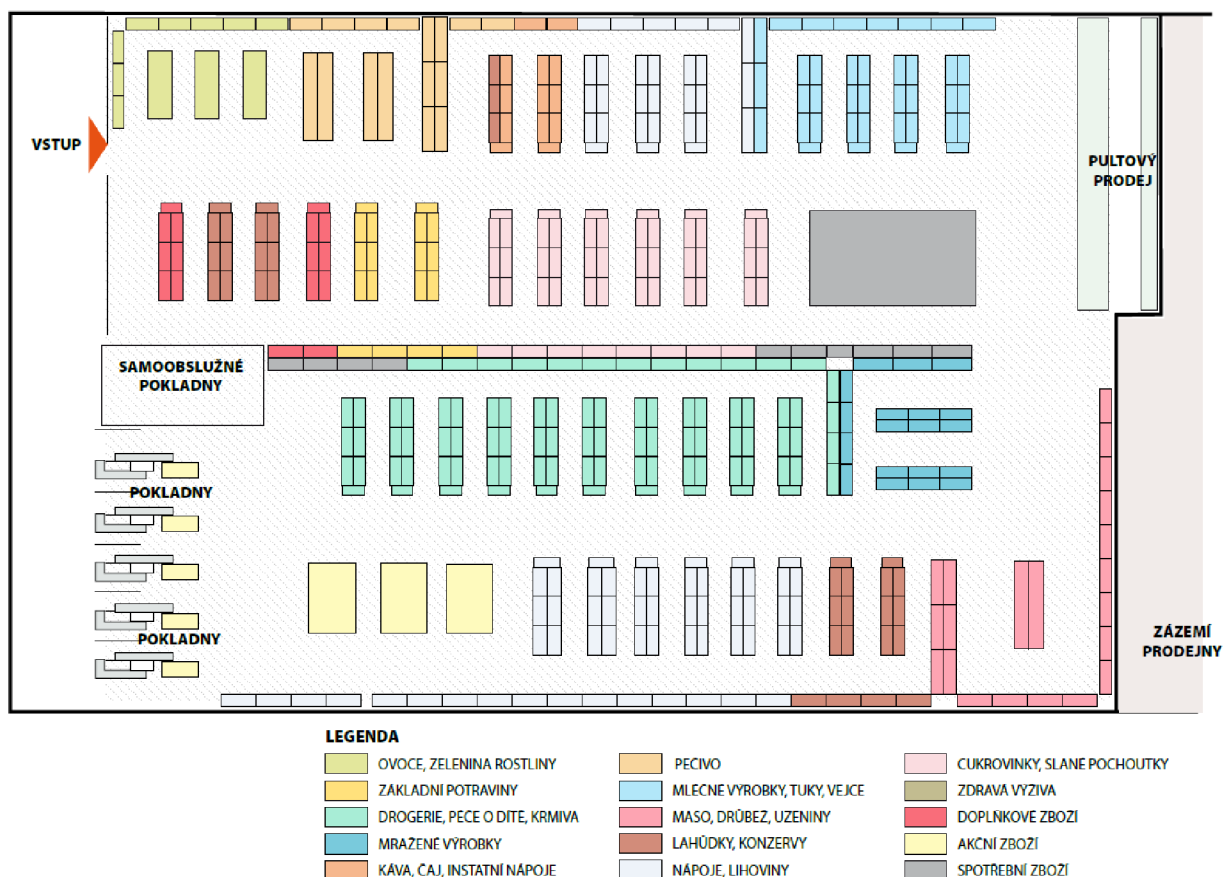 VSTUP
PULTOVÝ
PRODEJ
SAMOOBSLUŽNÉ
POKLADNY
POKLADNY
POKLADNY
ZÁZEMÍ
PRODEJNY
LEGENDA
OVOCE, ZELENINA ROSTLINY
PEČIVO
CUKROVINKY, SLANÉ POCHOUTKY
ZÁKLADNÍ POTRAVINY
MLÉČNÉ VÝROBKY, TUKY, VEJCE
ZDRAVÁ VÝŽIVA
DROGERIE, PÉČE O DÍTĚ, KRMIVA
MASO, DRŮBEŽ, UZENINY
DOPLŇKOVÉ ZBOŽÍ
MRAŽENÉ VÝROBKY
LAHŮDKY, KONZERVY
AKČNÍ ZBOŽÍ
KÁVA, ČAJ, INSTATNÍ NÁPOJE
NÁPOJE, LIHOVINY
SPOTŘEBNÍ ZBOŽÍ